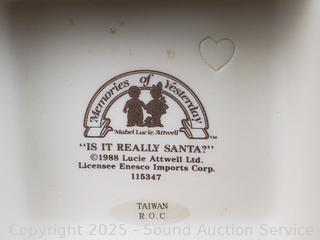 Memories of Yesterday
Mabel Lucie Attwell
TM
"IS IT REALLY SANTA?"
©1988 Lucie Attwell Ltd.
Licensee Enesco Imports Corp.
115347
TAIWAN
R.O.C.
Copyright 2025 - Sound Auction Service